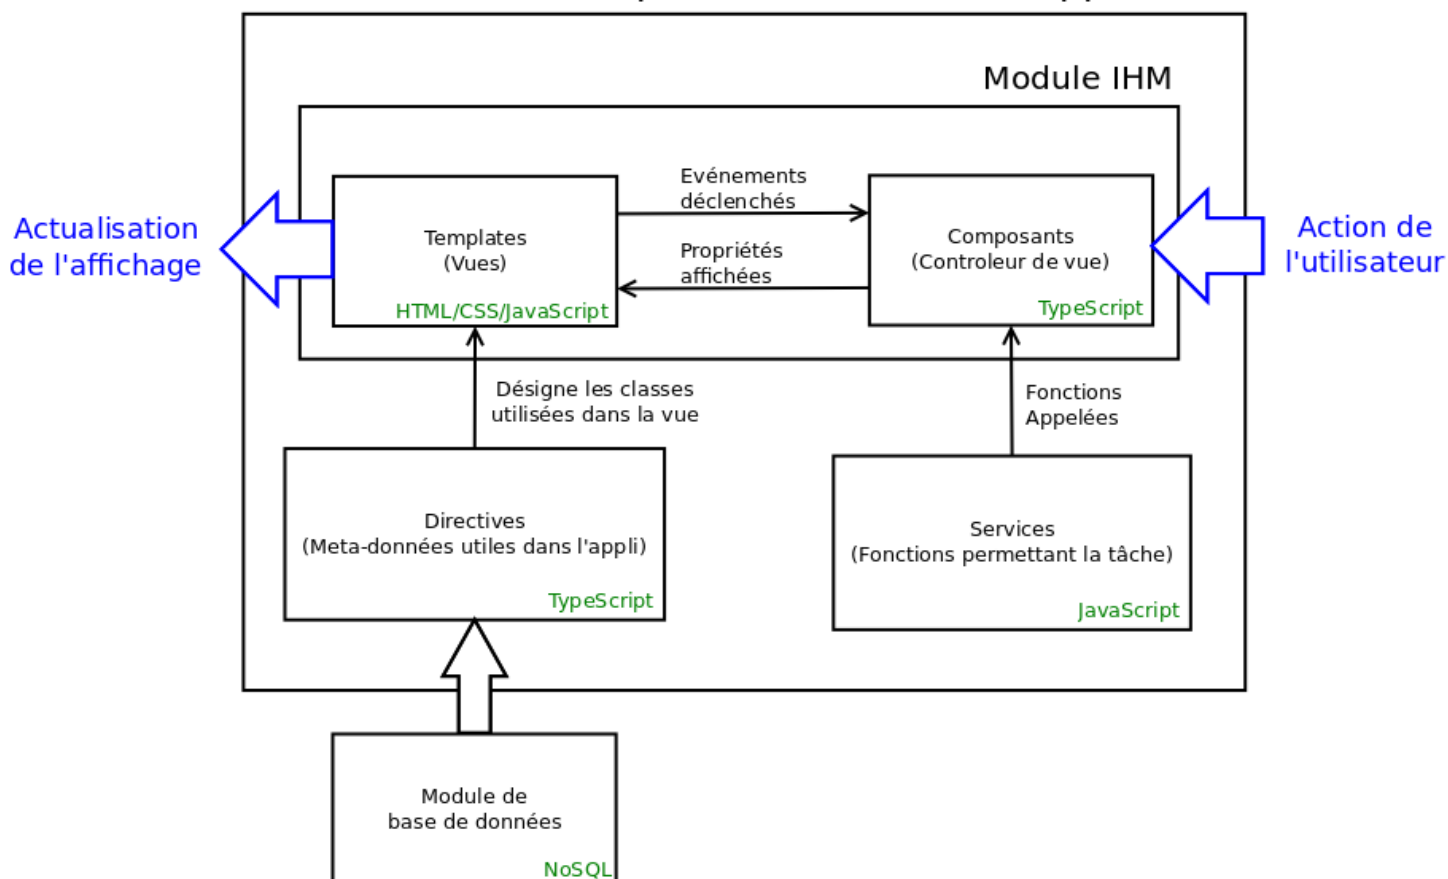 Module IHM
Evénements
déclenchés
Actualisation
de l'affichage
Templates
(Vues)
HTML/CSS/JavaScript
Propriétés
affichées
Composants
(Controleur de vue)
TypeScript
Action de
l'utilisateur
Désigne les classes
utilisées dans la vue
Fonctions
Appelées
Directives
(Meta-données utiles dans l'appli)
TypeScript
Services
(Fonctions permettant la tâche)
JavaScript
Module de
base de données
NoSQL